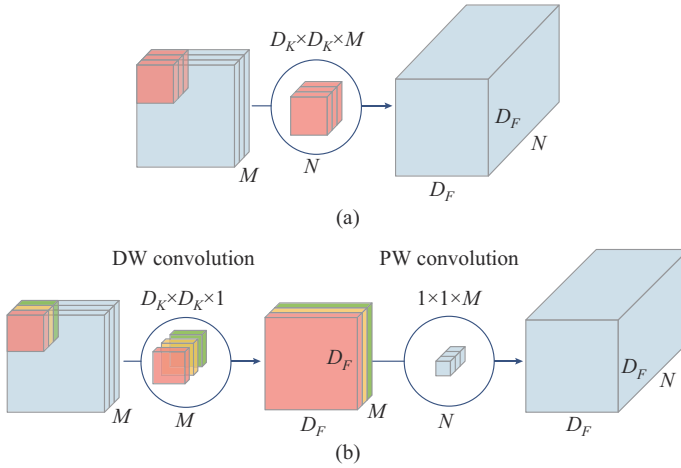 D_K×D_K×M
M
N
D_F
N
D_F
(a)
DW convolution
PW convolution
D_K×D_K×1
1×1×M
M
M
D_F
D_F
M
N
D_F
N
D_F
(b)